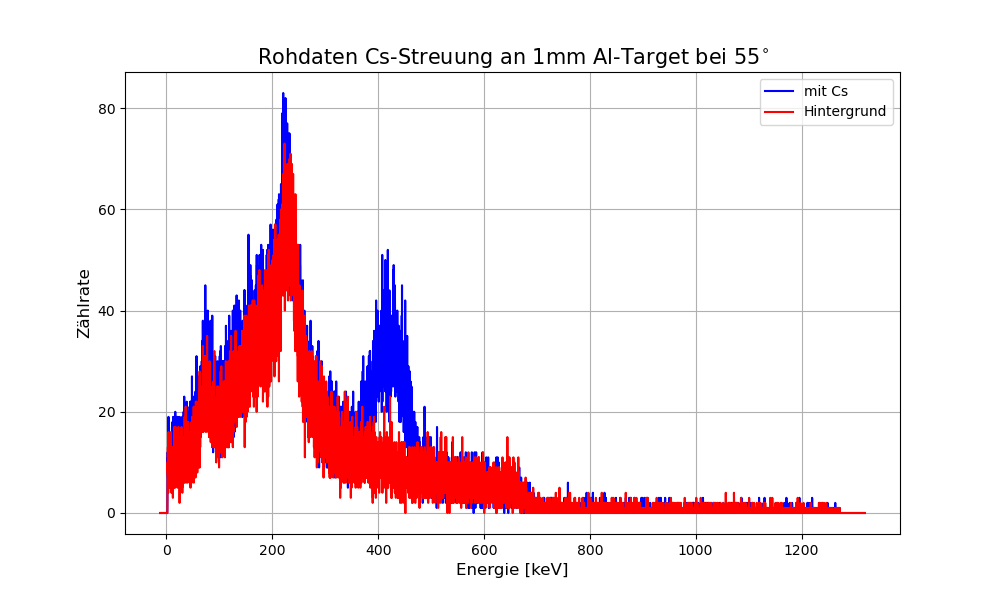 Rohdaten Cs-Streuung an 1mm Al-Target bei 55°
mit Cs
Hintergrund
80
60
40
20
0
Zählrate
0 200 400 600 800 1000 1200
Energie [keV]